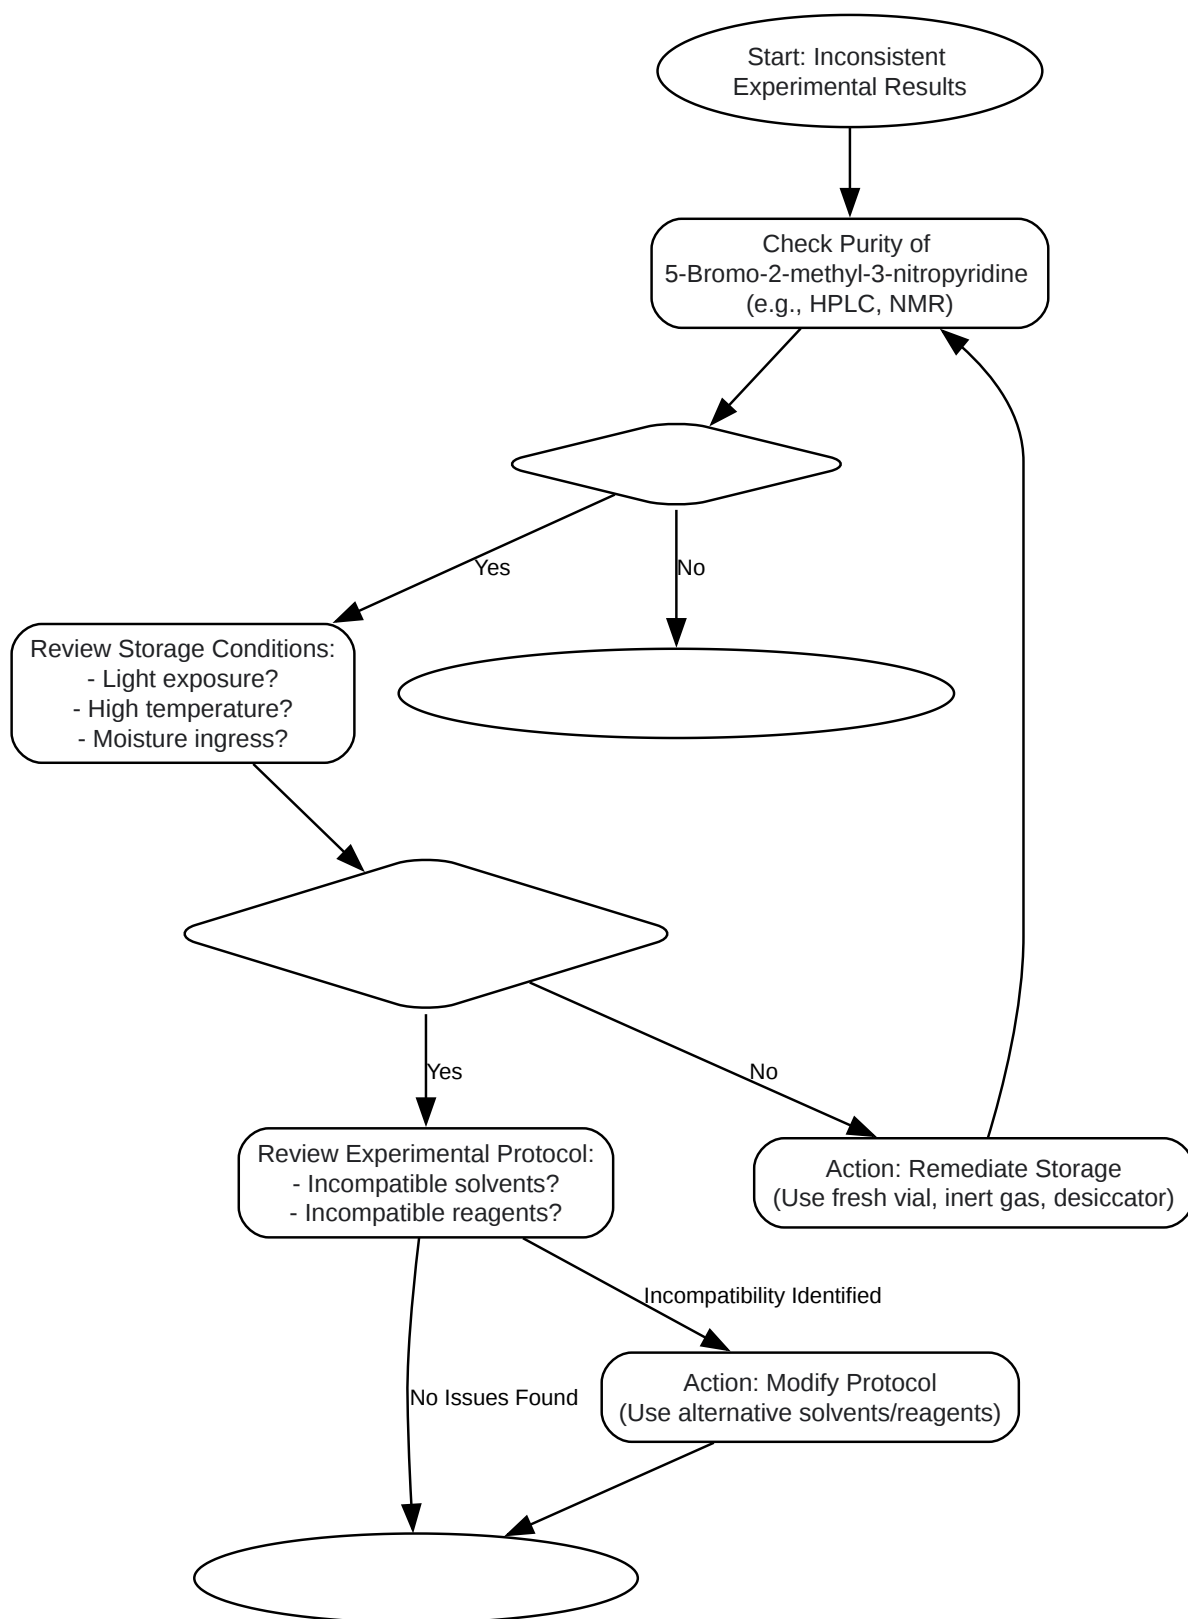 Start: Inconsistent
Experimental Results
Check Purity of
5-Bromo-2-methyl-3-nitropyridine
(e.g., HPLC, NMR)
Yes
No
Review Storage Conditions:
- Light exposure?
- High temperature?
- Moisture ingress?
Yes
No
Review Experimental Protocol:
- Incompatible solvents?
- Incompatible reagents?
Action: Remediate Storage
(Use fresh vial, inert gas, desiccator)
Incompatibility Identified
No Issues Found
Action: Modify Protocol
(Use alternative solvents/reagents)